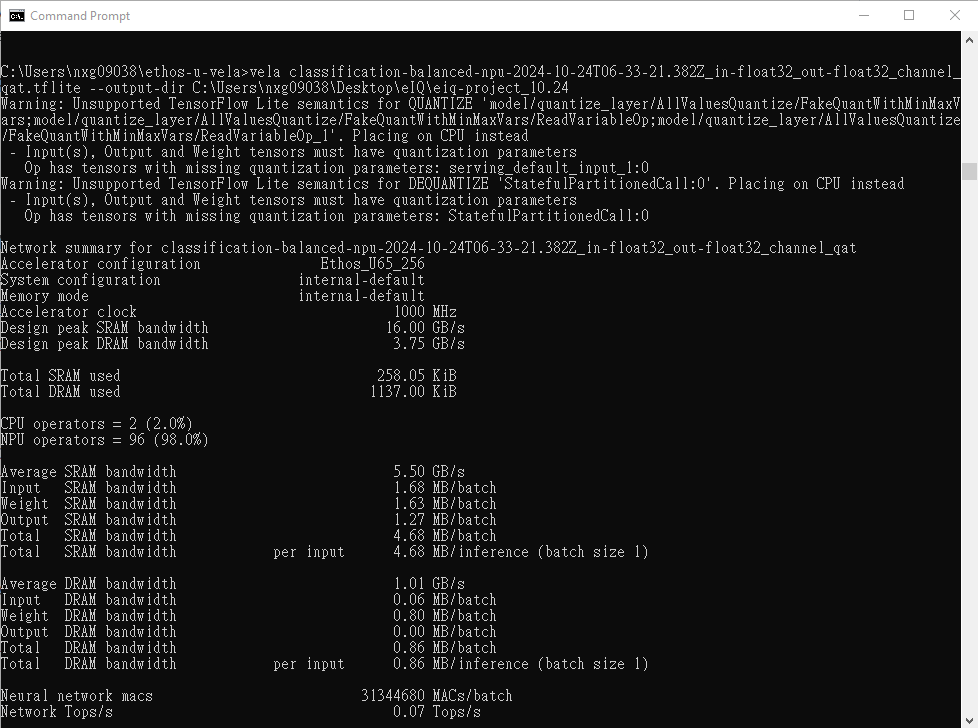 Command Prompt
C:\Users\nxg09038\ethos-u-vela>vela classification-balanced-npu-2024-10-24T06-33-21.382Z_in-float32_out-float32_channel_
qat.tflite --output-dir C:\Users\nxg09038\Desktop\eIQ\eiq-project_10.24
Warning: Unsupported TensorFlow Lite semantics for QUANTIZE 'model/quantize_layer/AllValuesQuantize/FakeQuantWithMinMaxV
ars;model/quantize_layer/AllValuesQuantize/FakeQuantWithMinMaxVars/ReadVariableOp;model/quantize_layer/AllValuesQuantize
/FakeQuantWithMinMaxVars/ReadVariableOp_1'. Placing on CPU instead
 - Input(s), Output and Weight tensors must have quantization parameters
   Op has tensors with missing quantization parameters: serving_default_input_1:0
Warning: Unsupported TensorFlow Lite semantics for DEQUANTIZE 'StatefulPartitionedCall:0'. Placing on CPU instead
 - Input(s), Output and Weight tensors must have quantization parameters
   Op has tensors with missing quantization parameters: StatefulPartitionedCall:0
Network summary for classification-balanced-npu-2024-10-24T06-33-21.382Z_in-float32_out-float32_channel_qat
Accelerator configuration Ethos_U65_256
System configuration internal-default
Memory mode internal-default
Accelerator clock 1000 MHz
Design peak SRAM bandwidth 16.00 GB/s
Design peak DRAM bandwidth 3.75 GB/s
Total SRAM used 258.05 KiB
Total DRAM used 1137.00 KiB
CPU operators = 2 (2.0%)
NPU operators = 96 (98.0%)
Average SRAM bandwidth 5.50 GB/s
Input SRAM bandwidth 1.68 MB/batch
Weight SRAM bandwidth 1.63 MB/batch
Output SRAM bandwidth 1.27 MB/batch
Total SRAM bandwidth 4.68 MB/batch
Total SRAM bandwidth per input 4.68 MB/inference (batch size 1)
Average DRAM bandwidth 1.01 GB/s
Input DRAM bandwidth 0.06 MB/batch
Weight DRAM bandwidth 0.80 MB/batch
Output DRAM bandwidth 0.00 MB/batch
Total DRAM bandwidth 0.86 MB/batch
Total DRAM bandwidth per input 0.86 MB/inference (batch size 1)
Neural network macs 31344680 MACs/batch
Network Tops/s 0.07 Tops/s